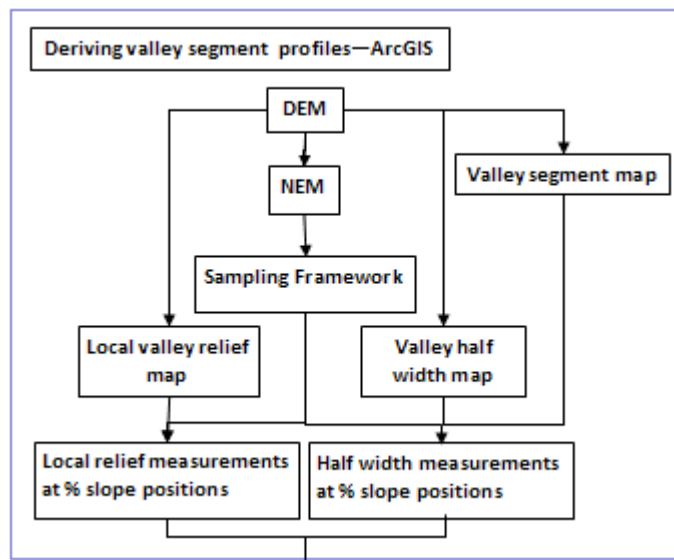 Deriving valley segment profiles—ArcGIS
DEM
NEM
Valley segment map
Sampling Framework
Local valley relief
map
Valley half
width map
Local relief measurements
at % slope positions
Half width measurements
at % slope positions